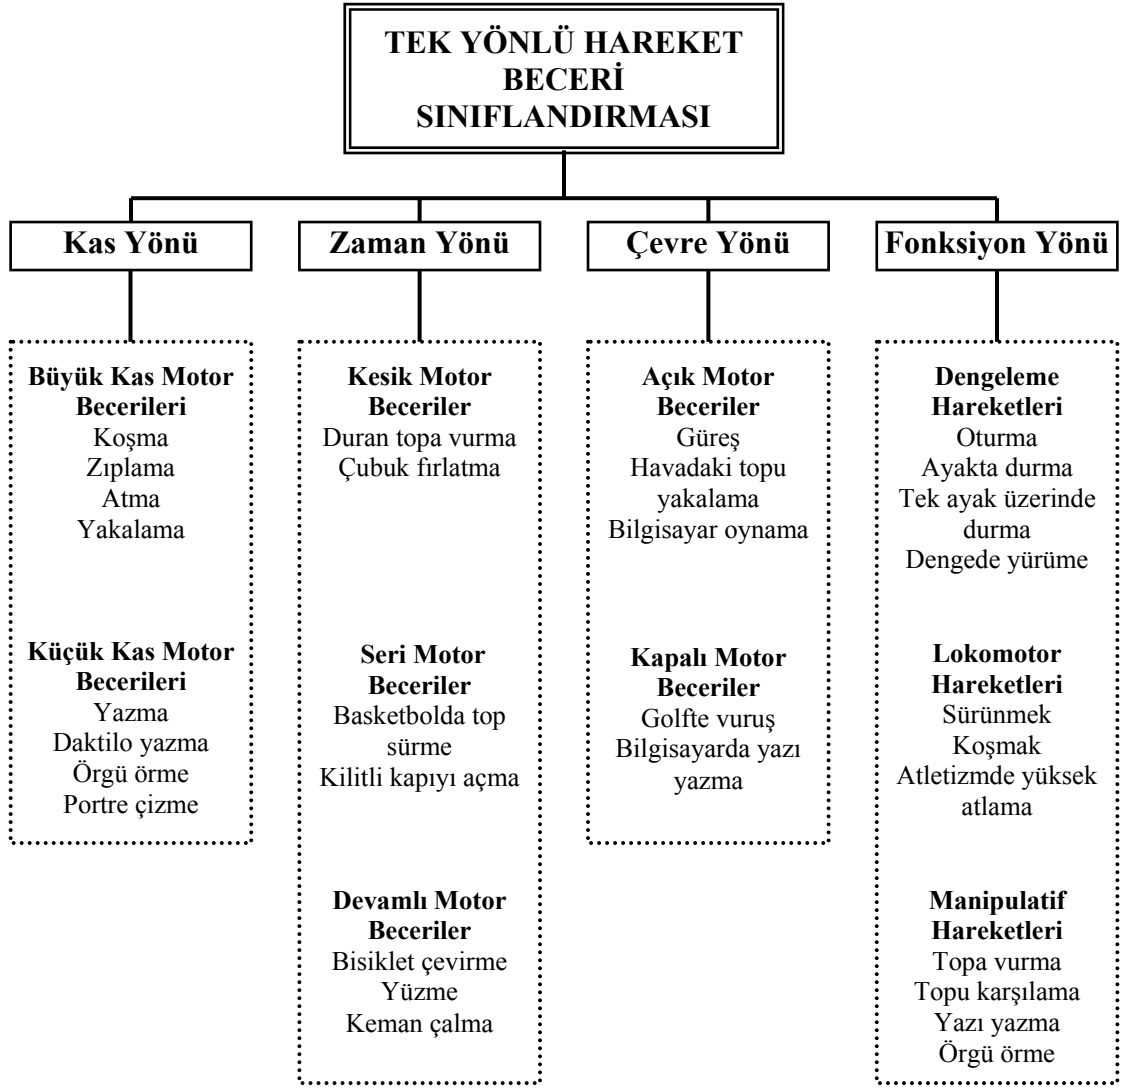 TEK YÖNLÜ HAREKET
BECERİ
SINIFLANDIRMASI
Kas Yönü
Zaman Yönü
Çevre Yönü
Fonksiyon Yönü
Büyük Kas Motor
Becerileri
Koşma
Zıplama
Atma
Yakalama
Küçük Kas Motor
Becerileri
Yazma
Daktilo yazma
Örgü örme
Portre çizme
Kesik Motor
Beceriler
Duran topa vurma
Çubuk fırlatma
Seri Motor
Beceriler
Basketbolda top
sürme
Kilitli kapıyı açma
Devamlı Motor
Beceriler
Bisiklet çevirme
Yüzme
Keman çalma
Açık Motor
Beceriler
Güreş
Havadaki topu
yakalama
Bilgisayar oynama
Kapalı Motor
Beceriler
Golfte vuruş
Bilgisayarda yazı
yazma
Dengeleme
Hareketleri
Oturma
Ayakta durma
Tek ayak üzerinde
durma
Dengede yürüme
Lokomotor
Hareketleri
Sürünmek
Koşmak
Atletizmde yüksek
atlama
Manipulatif
Hareketleri
Topa vurma
Topu karşılama
Yazı yazma
Örgü örme